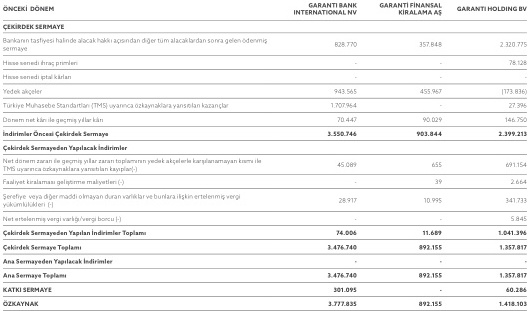 ÖNCEKİ DÖNEM GARANTI BANK INTERNATIONAL NV GARANTİ FİNANSAL KİRALAMA AŞ GARANTI HOLDING BV
ÇEKİRDEK SERMAYE
Bankanın tasfiyesi halinde alacak hakkı açısından diğer tüm alacaklardan sonra gelen ödenmiş
sermaye 828.770 357.848 2.320.775
Hisse senedi ihraç primleri - - 78.128
Hisse senedi iptal kârları - -
Yedek akçeler 943.565 455.967 (173.836)
Türkiye Muhasebe Standartları (TMS) uyarınca özkaynaklara yansıtılan kazançlar 1.707.964 - 27.396
Dönem net kârı ile geçmiş yıllar kârı 70.447 90.029 146.750
İndirimler Öncesi Çekirdek Sermaye 3.550.746 903.844 2.399.213
Çekirdek Sermayeden Yapılacak İndirimler
Net dönem zararı ile geçmiş yıllar zararı toplamının yedek akçelerle karşılanamayan kısmı ile
TMS uyarınca özkaynaklara yansıtılan kayıplar(-) 45.089 655 691.154
Faaliyet kiralaması geliştirme maliyetleri (-) - 39 2.664
Şerefiye veya diğer maddi olmayan duran varlıklar ve bunlara ilişkin ertelenmiş vergi
yükümlülükleri (-) 28.917 10.995 341.733
Net ertelenmiş vergi varlığı/vergi borcu (-) - - 5.845
Çekirdek Sermayeden Yapılan İndirimler Toplamı 74.006 11.689 1.041.396
Çekirdek Sermaye Toplamı 3.476.740 892.155 1.357.817
Ana Sermayeden Yapılacak İndirimler - - -
Ana Sermaye Toplamı 3.476.740 892.155 1.357.817
KATKI SERMAYE 301.095 - 60.286
ÖZKAYNAK 3.777.835 892.155 1.418.103